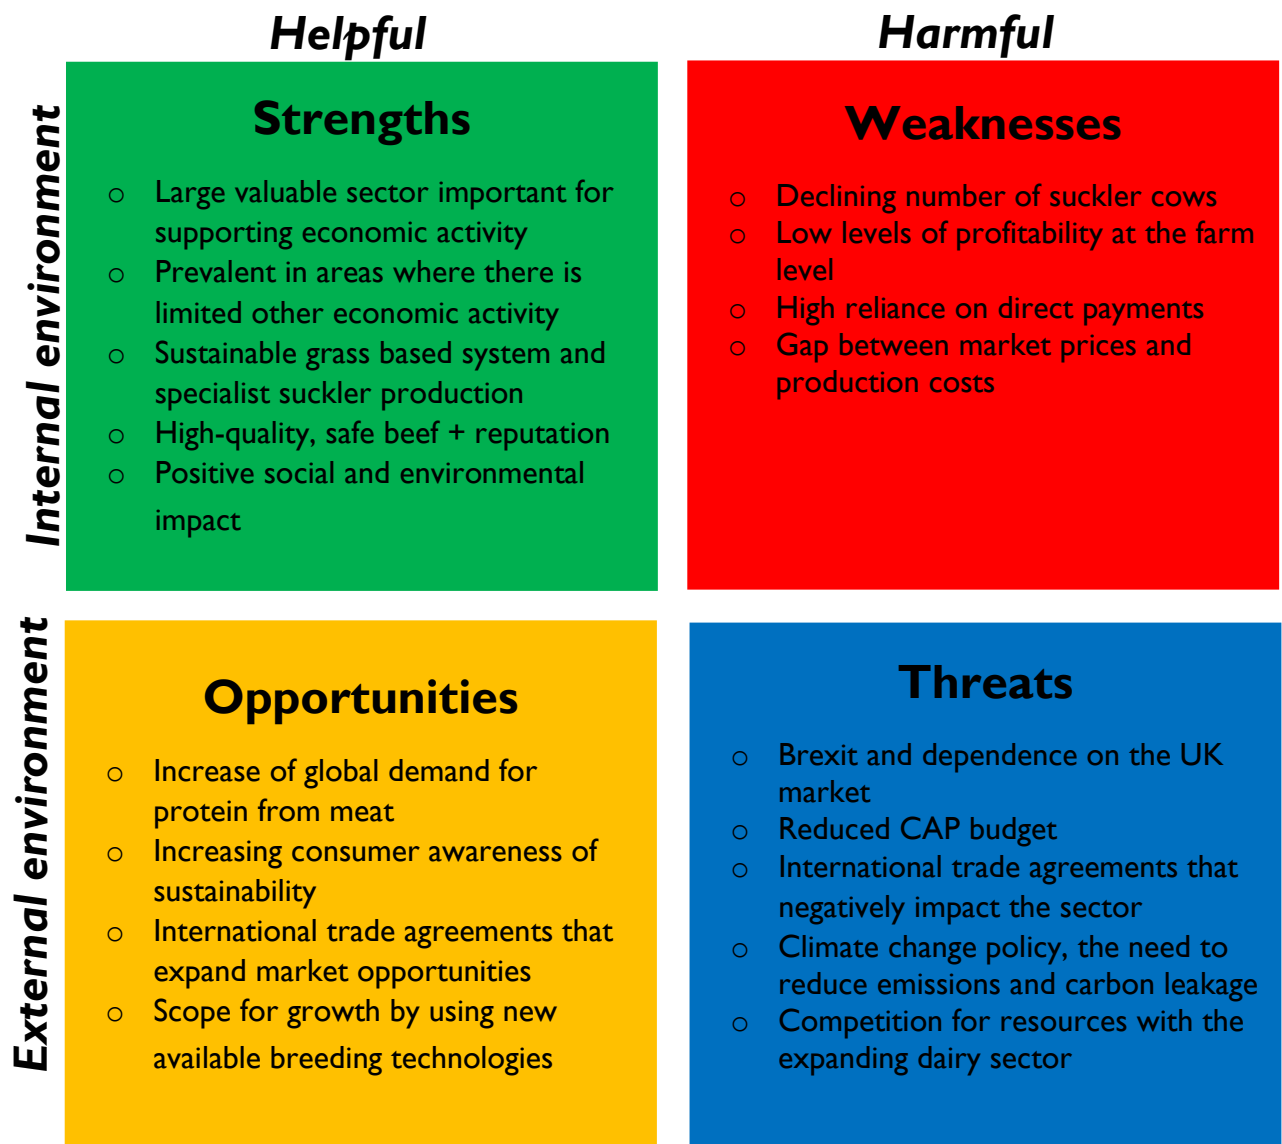 Helpful
Harmful
Internal environment
Strengths
o Large valuable sector important for
supporting economic activity
o Prevalent in areas where there is
limited other economic activity
o Sustainable grass based system and
specialist suckler production
o High-quality, safe beef + reputation
o Positive social and environmental
impact
Weaknesses
o Declining number of suckler cows
o Low levels of profitability at the farm
level
o High reliance on direct payments
o Gap between market prices and
production costs
External environment
Opportunities
o Increase of global demand for
protein from meat
o Increasing consumer awareness of
sustainability
o International trade agreements that
expand market opportunities
o Scope for growth by using new
available breeding technologies
Threats
o Brexit and dependence on the UK
market
o Reduced CAP budget
o International trade agreements that
negatively impact the sector
o Climate change policy, the need to
reduce emissions and carbon leakage
o Competition for resources with the
expanding dairy sector